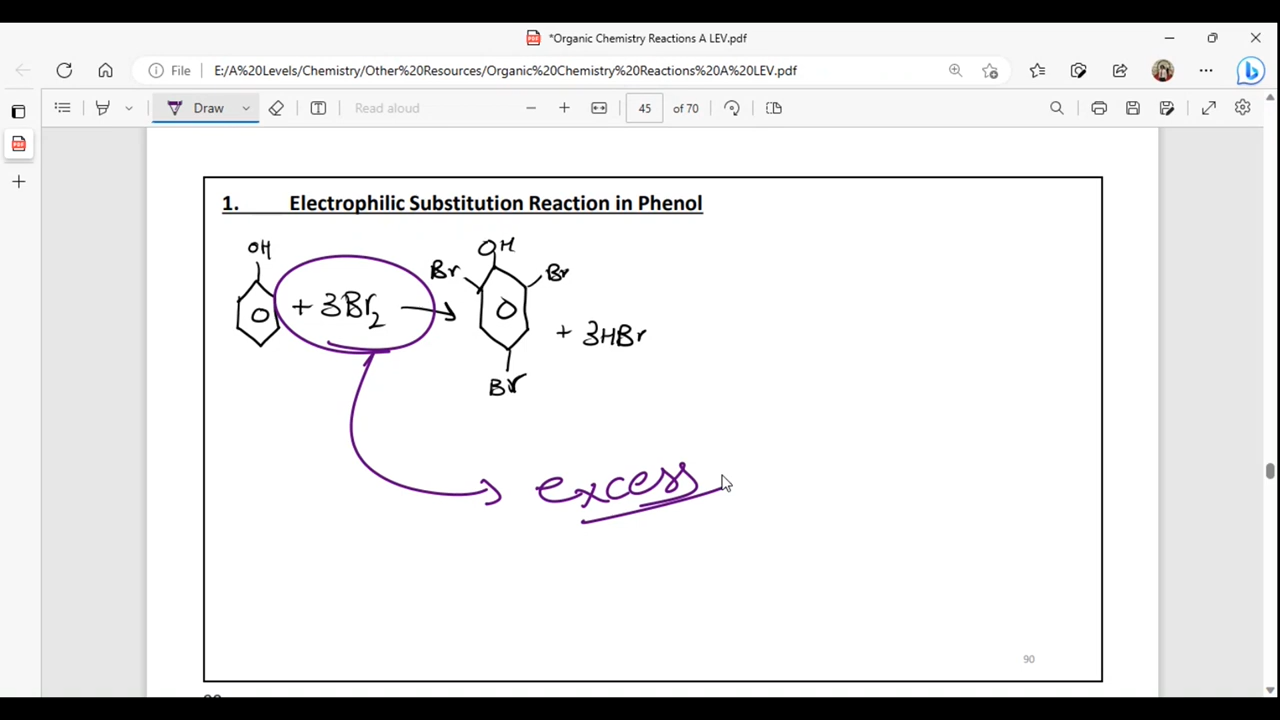 *Organic Chemistry Reactions A LEV.pdf
File E:/A%20Levels/Chemistry/Other%20Resources/Organic%20Chemistry%20Reactions%20A%20LEV.pdf
Draw Read aloud 45 of 70
1. Electrophilic Substitution Reaction in Phenol
OH OH
Br Br
+ 3Br2 →
+ 3HBr
Br
excess
90